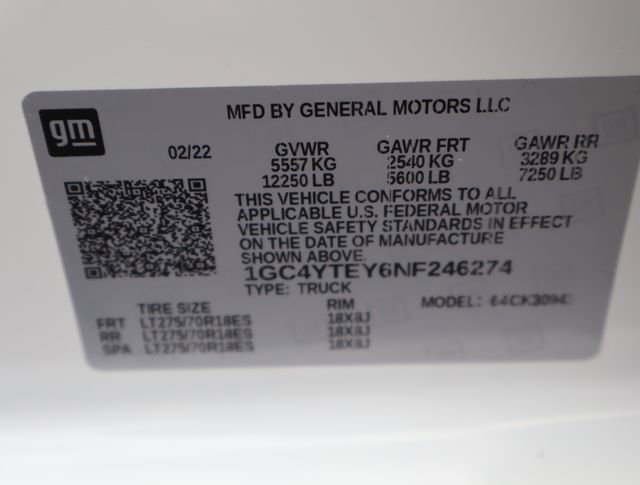 gm
MFD BY GENERAL MOTORS LLC
02/22
GVWR GAWR FRT GAWR RR
5557 KG 2540 KG 3289 KG
12250 LB 5600 LB 7250 LB
THIS VEHICLE CONFORMS TO ALL
APPLICABLE U.S. FEDERAL MOTOR
VEHICLE SAFETY STANDARDS IN EFFECT
ON THE DATE OF MANUFACTURE
SHOWN ABOVE.
1GC4YTEY6NF246274
TYPE: TRUCK
MODEL:
TIRE SIZE RIM
FRT LT275/70R18ES 18X8J
RR LT275/70R18ES 18X8J
SPA LT275/70R18ES 18X8J